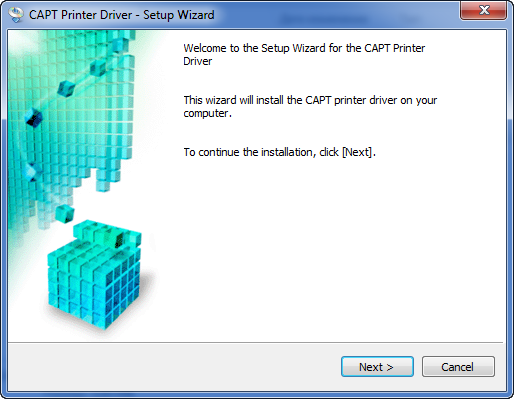 CAPT Printer Driver - Setup Wizard
Welcome to the Setup Wizard for the CAPT Printer
Driver
This wizard will install the CAPT printer driver on your
computer.
To continue the installation, click [Next].
Next >
Cancel